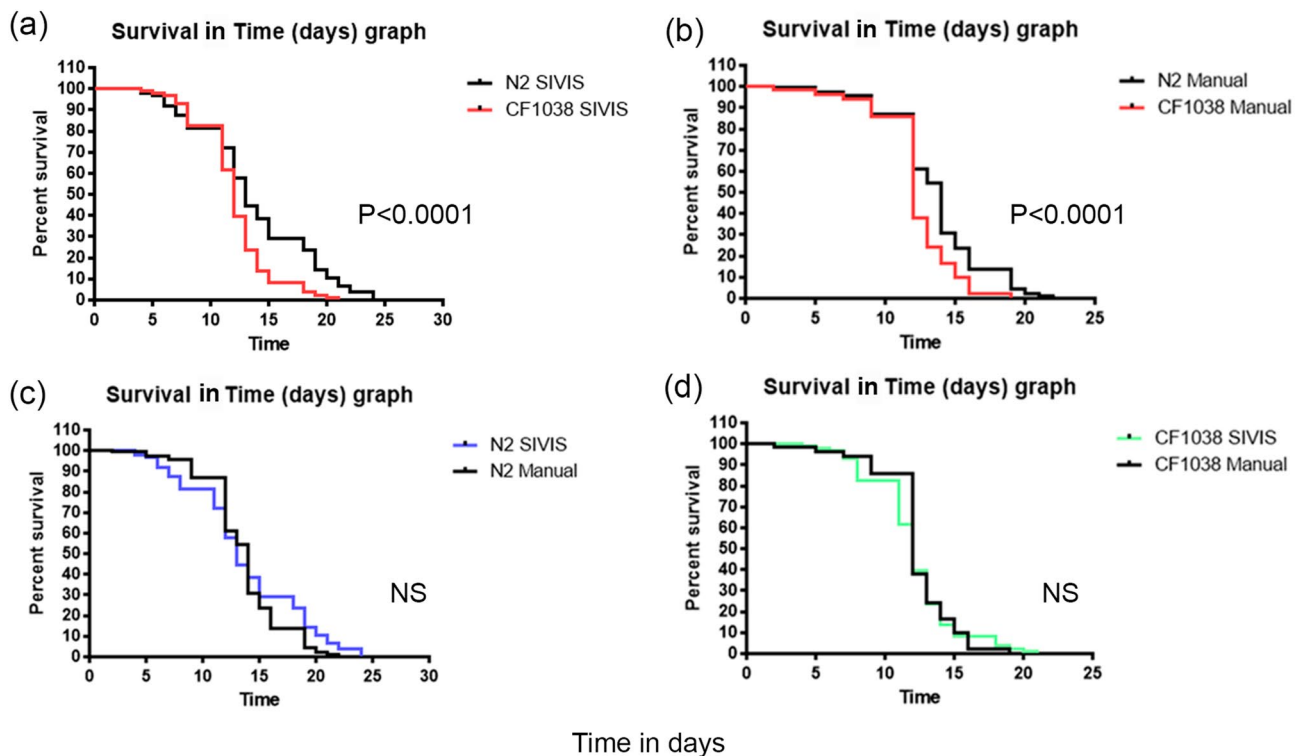 (a)
Survival in Time (days) graph
Percent survival
110
100
90
80
70
60
50
40
30
20
10
0
0 5 10 15 20 25 30
Time
N2 SIVIS
CF1038 SIVIS
P<0.0001
(b)
Survival in Time (days) graph
Percent survival
110
100
90
80
70
60
50
40
30
20
10
0
0 5 10 15 20 25
Time
N2 Manual
CF1038 Manual
P<0.0001
(c)
Survival in Time (days) graph
Percent survival
110
100
90
80
70
60
50
40
30
20
10
0
0 5 10 15 20 25 30
Time
N2 SIVIS
N2 Manual
NS
(d)
Survival in Time (days) graph
Percent survival
110
100
90
80
70
60
50
40
30
20
10
0
0 5 10 15 20 25
Time
CF1038 SIVIS
CF1038 Manual
NS
Time in days